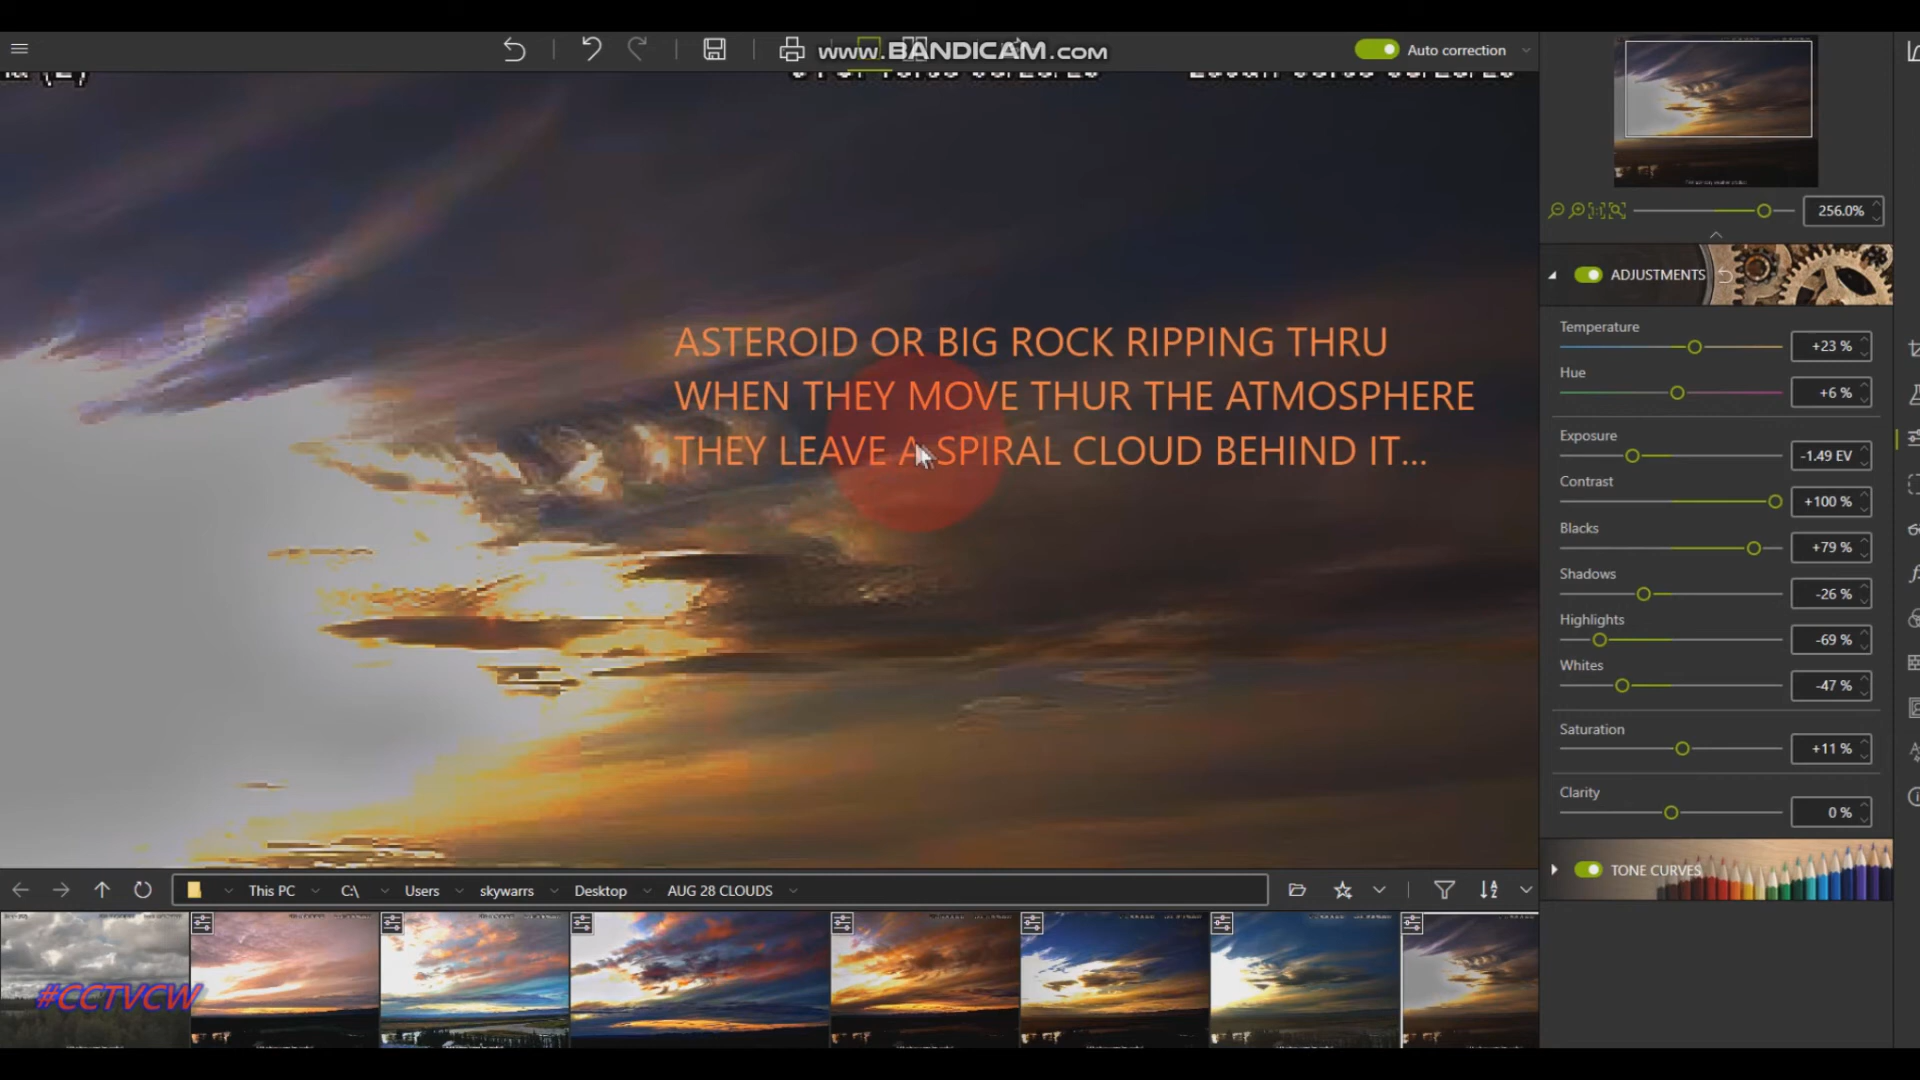 www.BANDICAM.com
Auto correction
256.0%
ADJUSTMENTS
Temperature
+23 %
Hue
+6 %
ASTEROID OR BIG ROCK RIPPING THRU
WHEN THEY MOVE THUR THE ATMOSPHERE
THEY LEAVE A SPIRAL CLOUD BEHIND IT...
Exposure
-1.49 EV
Contrast
+100 %
Blacks
+79 %
Shadows
-26 %
Highlights
-69 %
Whites
-47 %
Saturation
+11 %
Clarity
0 %
TONE CURVES
This PC C:\ Users skywarrs Desktop AUG 28 CLOUDS
#CCTVCW